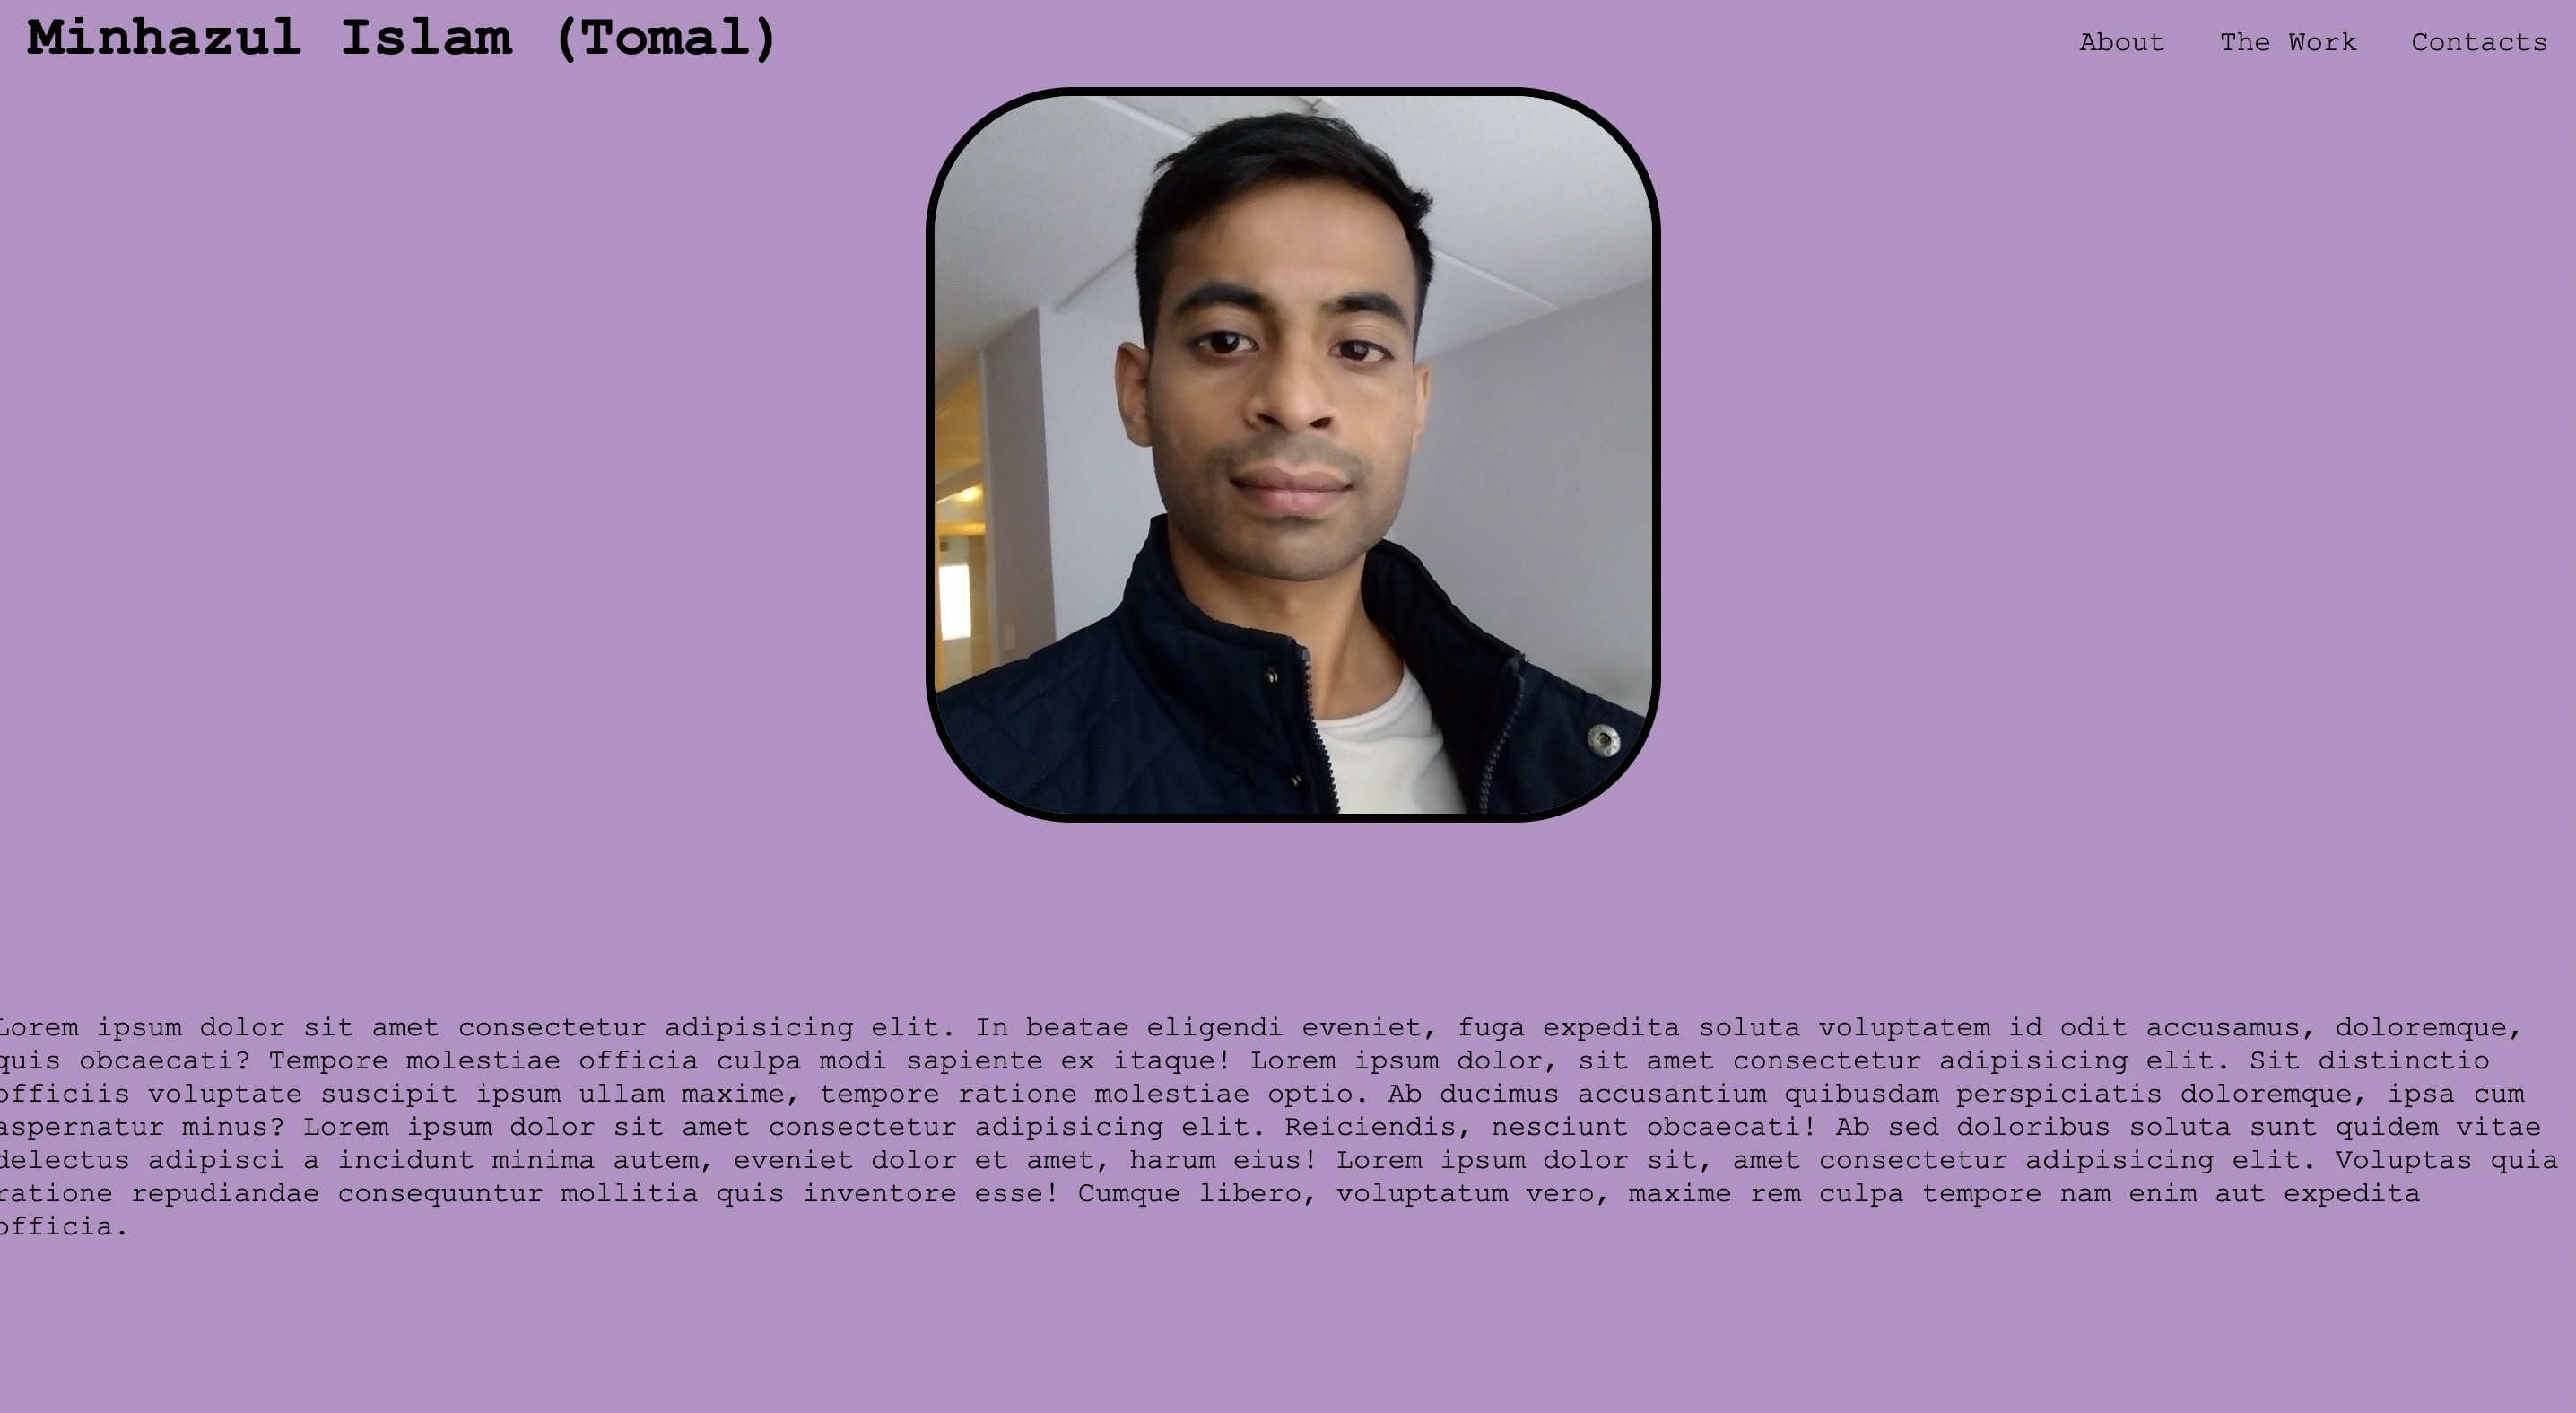 Minhazul Islam (Tomal)
About The Work Contacts
Lorem ipsum dolor sit amet consectetur adipisicing elit. In beatae eligendi eveniet, fuga expedita soluta voluptatem id odit accusamus, doloremque,
quis obcaecati? Tempore molestiae officia culpa modi sapiente ex itaque! Lorem ipsum dolor, sit amet consectetur adipisicing elit. Sit distinctio
officiis voluptate suscipit ipsum ullam maxime, tempore ratione molestiae optio. Ab ducimus accusantium quibusdam perspiciatis doloremque, ipsa cum
aspernatur minus? Lorem ipsum dolor sit amet consectetur adipisicing elit. Reiciendis, nesciunt obcaecati! Ab sed doloribus soluta sunt quidem vitae
delectus adipisci a incidunt minima autem, eveniet dolor et amet, harum eius! Lorem ipsum dolor sit, amet consectetur adipisicing elit. Voluptas quia
ratione repudiandae consequuntur mollitia quis inventore esse! Cumque libero, voluptatum vero, maxime rem culpa tempore nam enim aut expedita
officia.